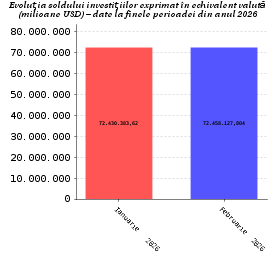 Evoluția soldului investițiilor exprimat în echivalent valută
(milioane USD) – date la finele perioadei din anul 2026
80.000.000
70.000.000
60.000.000
50.000.000
40.000.000
30.000.000
20.000.000
10.000.000
0
72.430.383,62
72.458.127,804
Ianuarie 2026
Februarie 2026